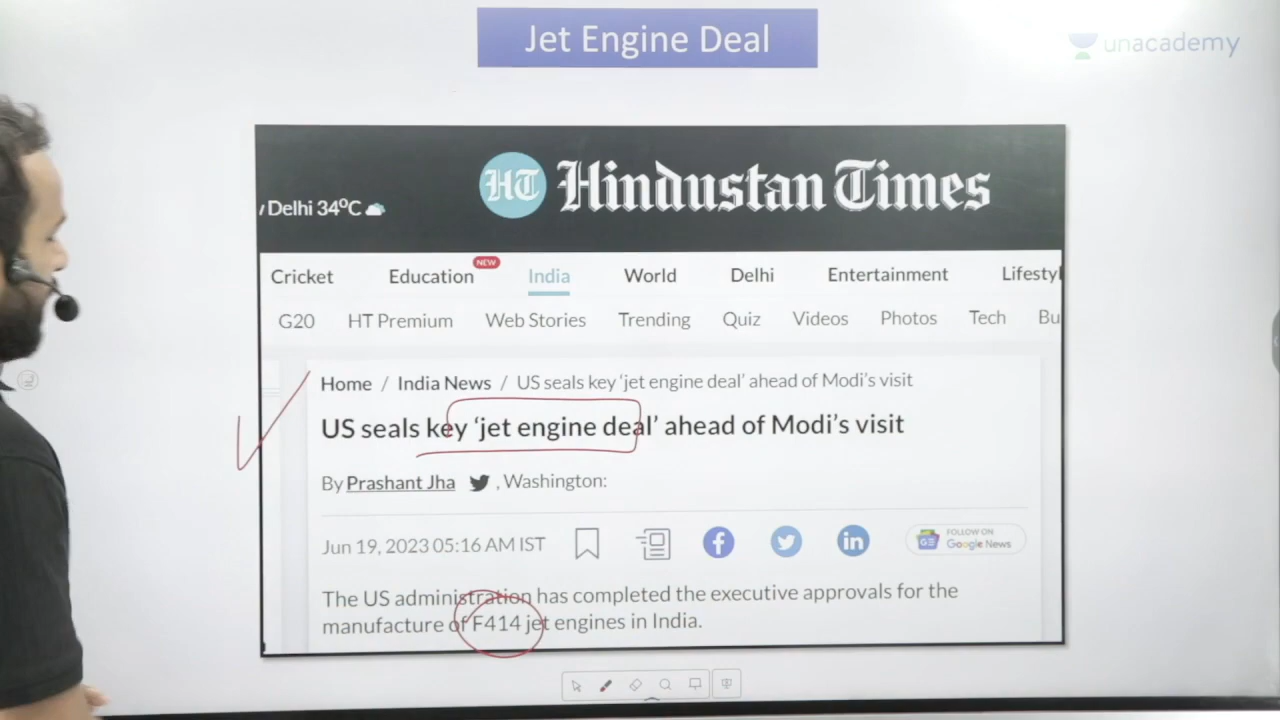 Jet Engine Deal
unacademy
HT Hindustan Times
Delhi 34°C
Cricket Education NEW India World Delhi Entertainment Lifestyl
G20 HT Premium Web Stories Trending Quiz Videos Photos Tech Bu
Home / India News / US seals key ‘jet engine deal’ ahead of Modi’s visit
US seals key ‘jet engine deal’ ahead of Modi’s visit
By Prashant Jha , Washington:
Jun 19, 2023 05:16 AM IST
FOLLOW ON
Google News
The US administration has completed the executive approvals for the
manufacture of F414 jet engines in India.